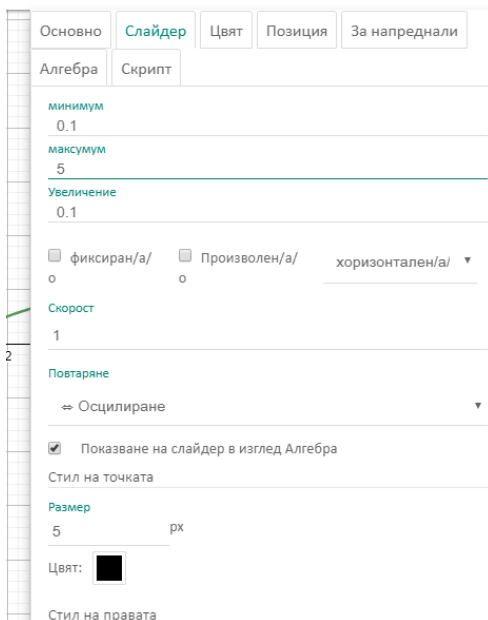 Основно Слайдер Цвят Позиция За напреднали
Алгебра Скрипт
минимум
0.1
максумум
5
Увеличение
0.1
фиксиран/а/ Произволен/а/ хоризонтален/а/
о о
Скорост
1
2
Повтаряне
⇔ Осцилиране
Показване на слайдер в изглед Алгебра
Стил на точката
Размер
5 px
Цвят:
Стил на правата